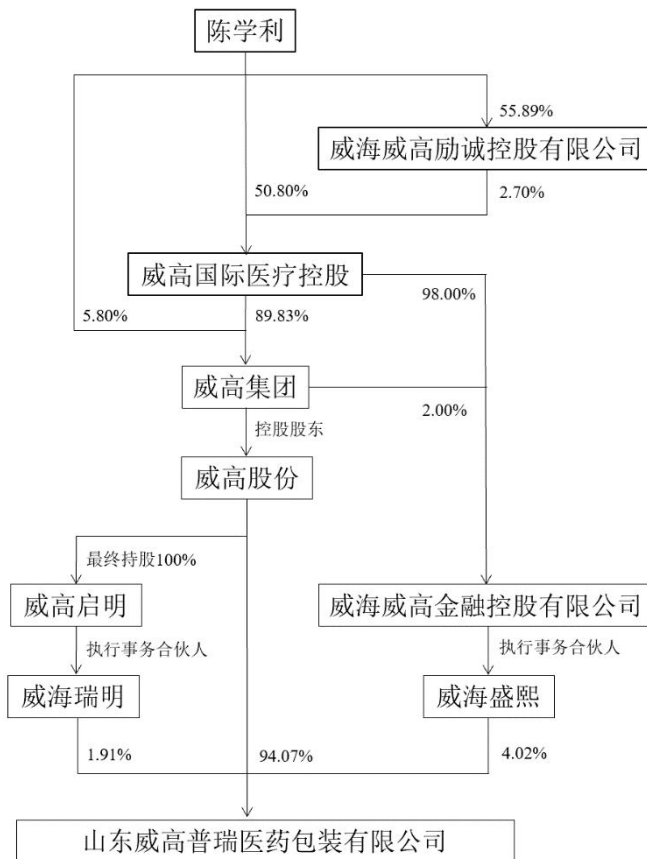 陈学利
55.89%
威海威高励诚控股有限公司
50.80%
2.70%
威高国际医疗控股
5.80%
89.83%
98.00%
威高集团
2.00%
控股股东
威高股份
最终持股100%
威高启明
威海威高金融控股有限公司
执行事务合伙人
执行事务合伙人
威海瑞明
威海盛熙
1.91%
94.07%
4.02%
山东威高普瑞医药包装有限公司